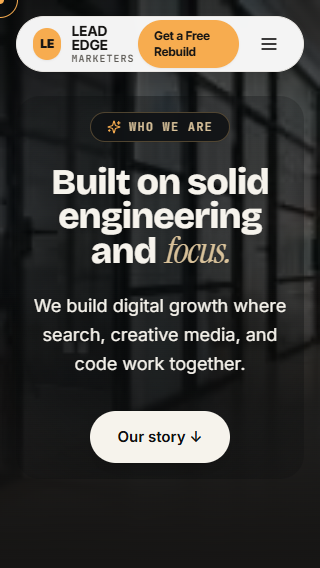 LE
LEAD
EDGE
MARKETERS
Get a Free
Rebuild
WHO WE ARE
Built on solid
engineering
and focus.
We build digital growth where
search, creative media, and
code work together.
Our story ↓